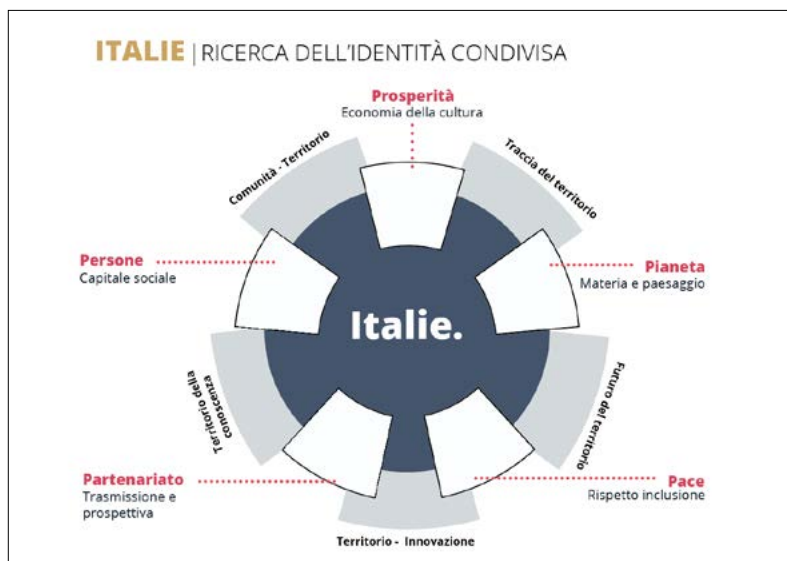 ITALIE | RICERCA DELL'IDENTITÀ CONDIVISA
Prosperità
Economia della cultura
Comunità - Territorio
Traccia del territorio
Persone
Capitale sociale
Pianeta
Materia e paesaggio
Italie.
Territorio della
conoscenza
Futuro del territorio
Partenariato
Trasmissione e
prospettiva
Pace
Rispetto inclusione
Territorio - Innovazione